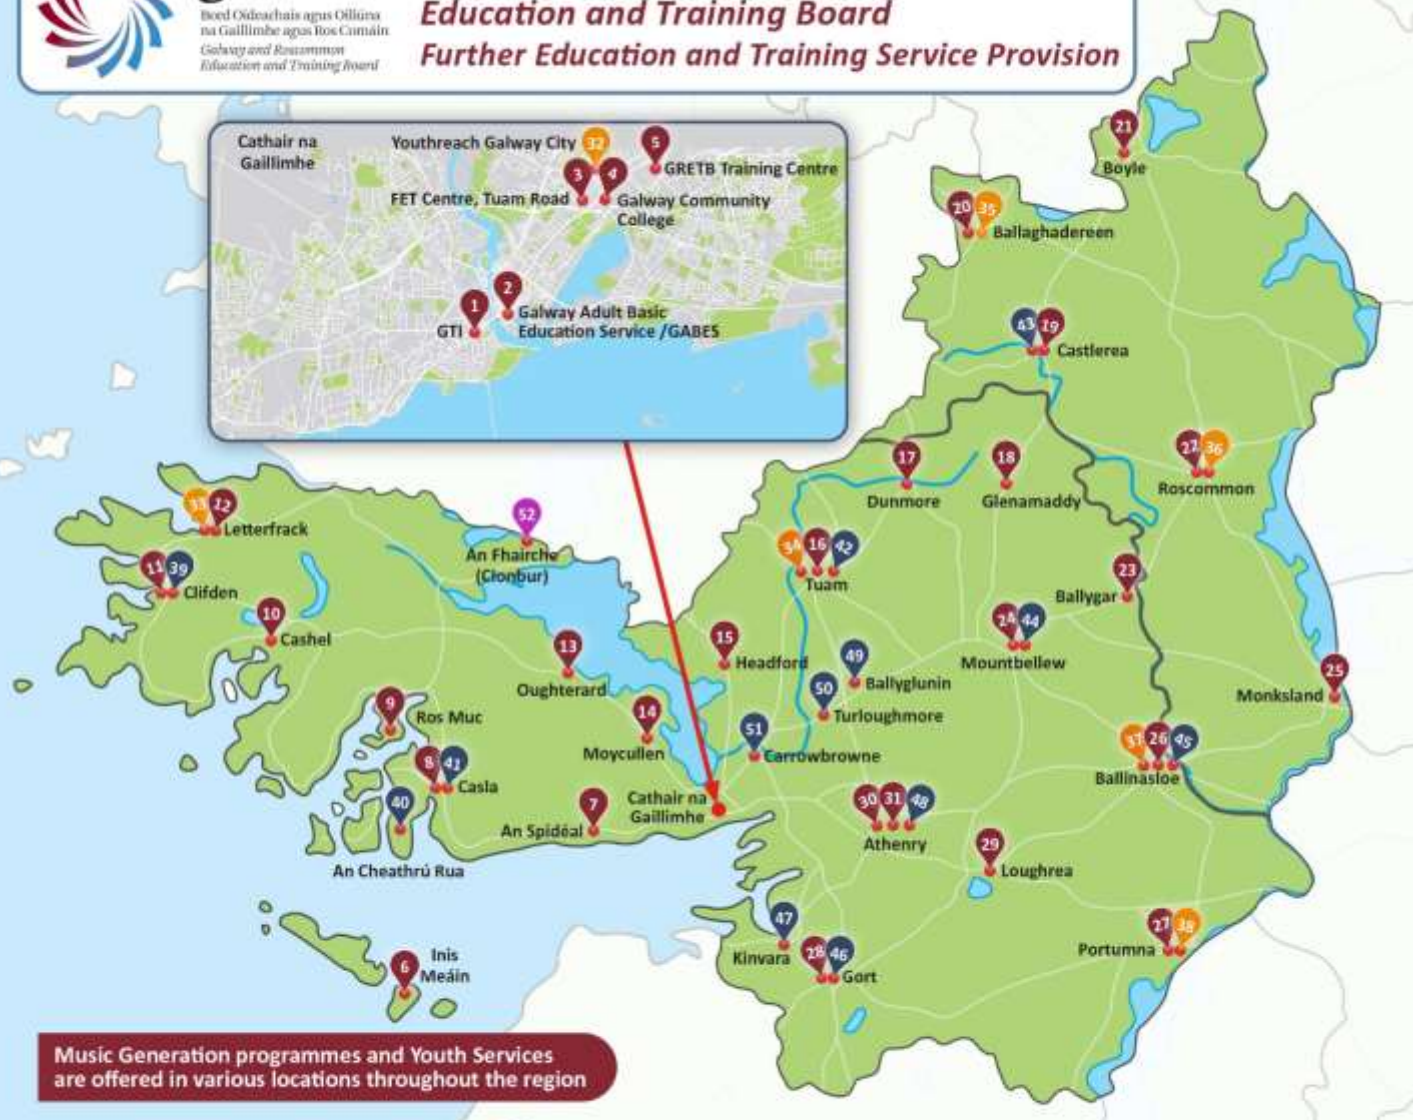 Bord Oideachais agus Oiliúna
na Gaillimhe agus Ros Comáin
Galway and Roscommon
Education and Training Board
Education and Training Board
Further Education and Training Service Provision
Cathair na
Gaillimhe
Youthreach Galway City
32
5
GRETB Training Centre
3
4
FET Centre, Tuam Road
Galway Community
College
2
1
Galway Adult Basic
Education Service /GABES
GTI
21
Boyle
20
35
Ballaghadereen
43
19
Castlerea
22
36
Roscommon
17
Dunmore
18
Glenamaddy
33
12
Letterfrack
52
An Fhairche
(Clonbur)
34
16
42
Tuam
11
39
Clifden
23
Ballygar
10
Cashel
24
44
Mountbellew
13
Oughterard
15
Headford
49
Ballyglunin
50
Turloughmore
25
Monksland
9
Ros Muc
14
Moycullen
51
Carrowbrowne
37
26
45
Ballinasloe
8
41
Casla
40
An Cheathrú Rua
7
An Spidéal
Cathair na
Gaillimhe
30
31
48
Athenry
29
Loughrea
47
Kinvara
28
46
Gort
27
38
Portumna
6
Inis
Meáin
Music Generation programmes and Youth Services
are offered in various locations throughout the region